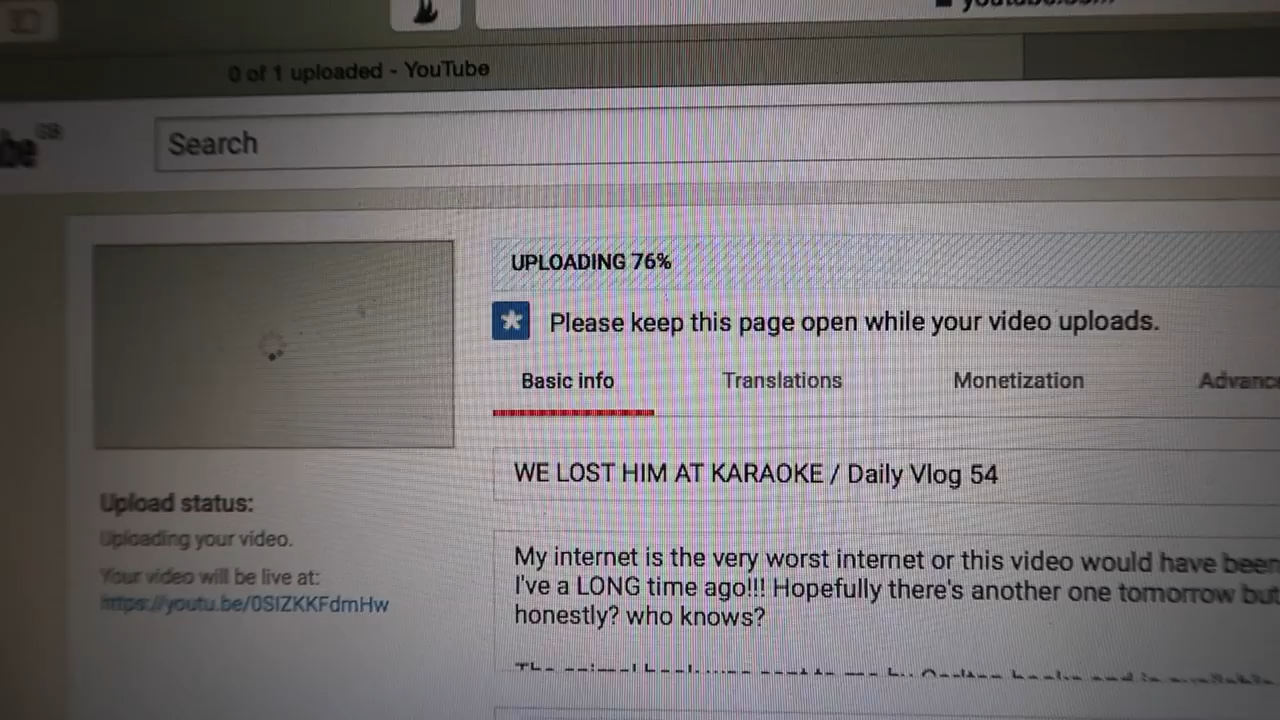 0 of 1 uploaded - YouTube
be GB
Search
UPLOADING 76%
Please keep this page open while your video uploads.
Basic info
Translations
Monetization
Advanc
WE LOST HIM AT KARAOKE / Daily Vlog 54
My internet is the very worst internet or this video would have been
I've a LONG time ago!!! Hopefully there's another one tomorrow but
honestly? who knows?
Upload status:
Uploading your video.
Your video will be live at:
https://youtu.be/0SIZKKFdmHw